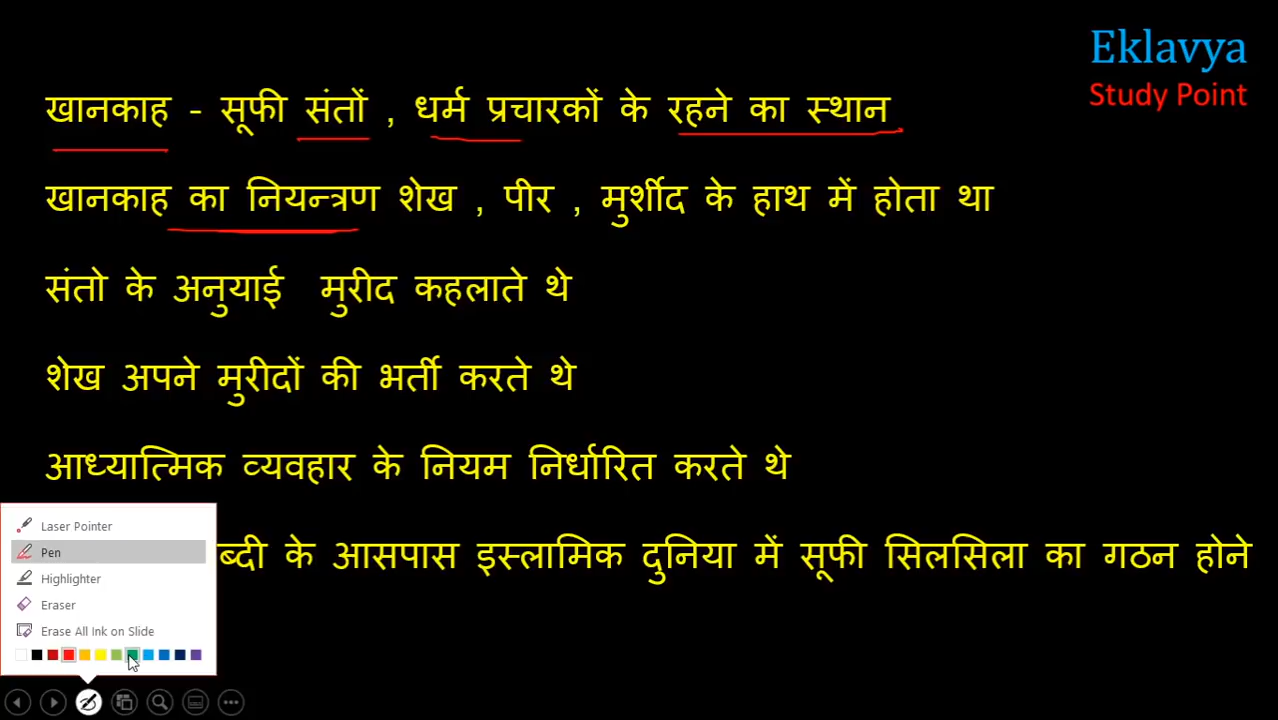 Eklavya
Study Point
खानकाह - सूफी संतों , धर्म प्रचारकों के रहने का स्थान
खानकाह का नियन्त्रण शेख , पीर , मुर्शीद के हाथ में होता था
संतो के अनुयाई मुरीद कहलाते थे
शेख अपने मुरीदों की भर्ती करते थे
आध्यात्मिक व्यवहार के नियम निर्धारित करते थे
के आसपास इस्लामिक दुनिया में सूफी सिलसिला का गठन होने
Laser Pointer
Pen
Highlighter
Eraser
Erase All Ink on Slide